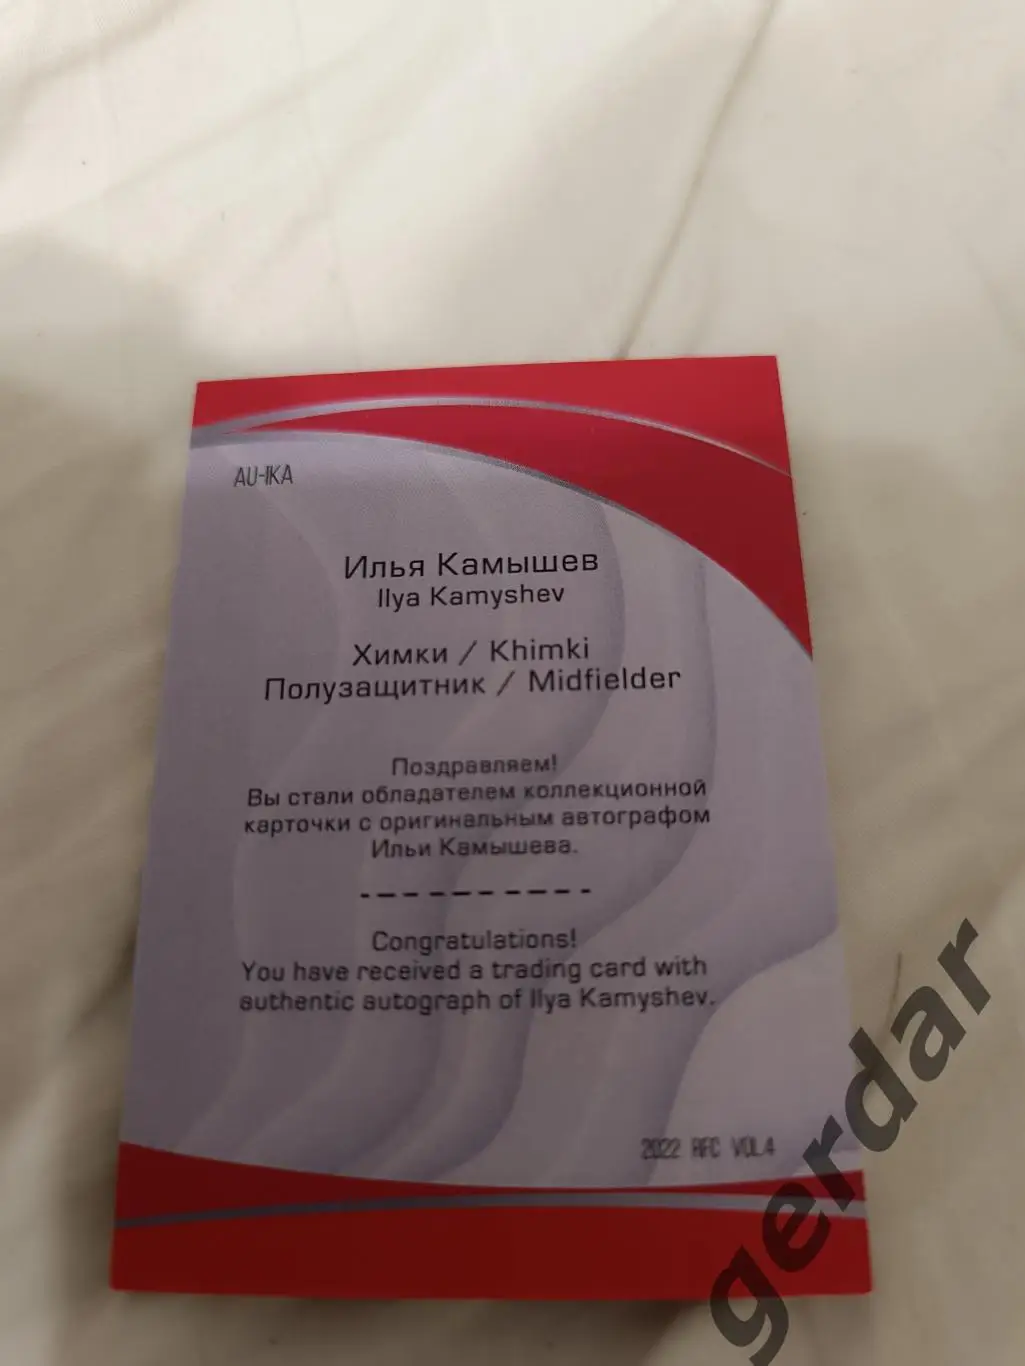 AU-IKA
Илья Камышев
Ilya Kamyshev
Химки / Khimki
Полузащитник / Midfielder
Поздравляем!
Вы стали обладателем коллекционной
карточки с оригинальным автографом
Ильи Камышева.
Congratulations!
You have received a trading card with
authentic autograph of Ilya Kamyshev.
2022 RFC VOL.4
gerdar